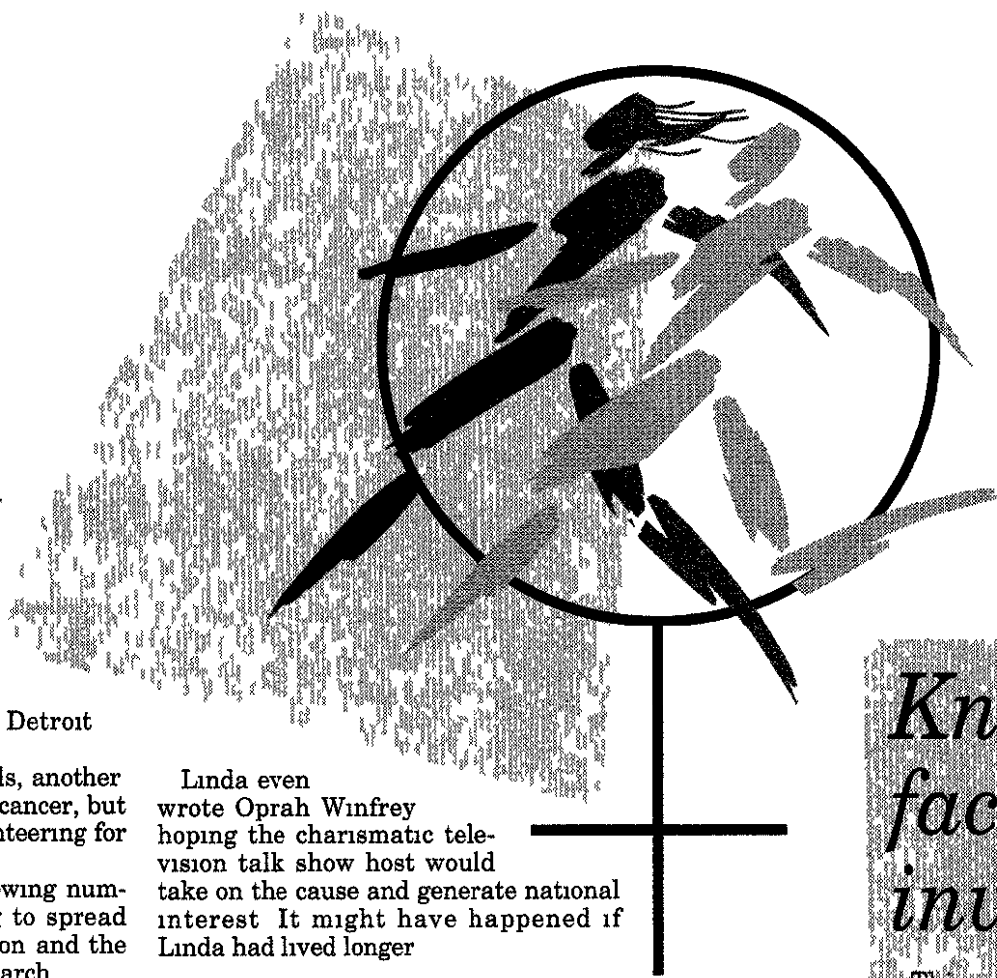 Detroit
ls, another
cancer, but
nteering for
wing num-
to spread
on and the
arch
Linda even
wrote Oprah Winfrey
hoping the charismatic tele-
vision talk show host would
take on the cause and generate national
interest It might have happened if
Linda had lived longer
Kn
fac
inv